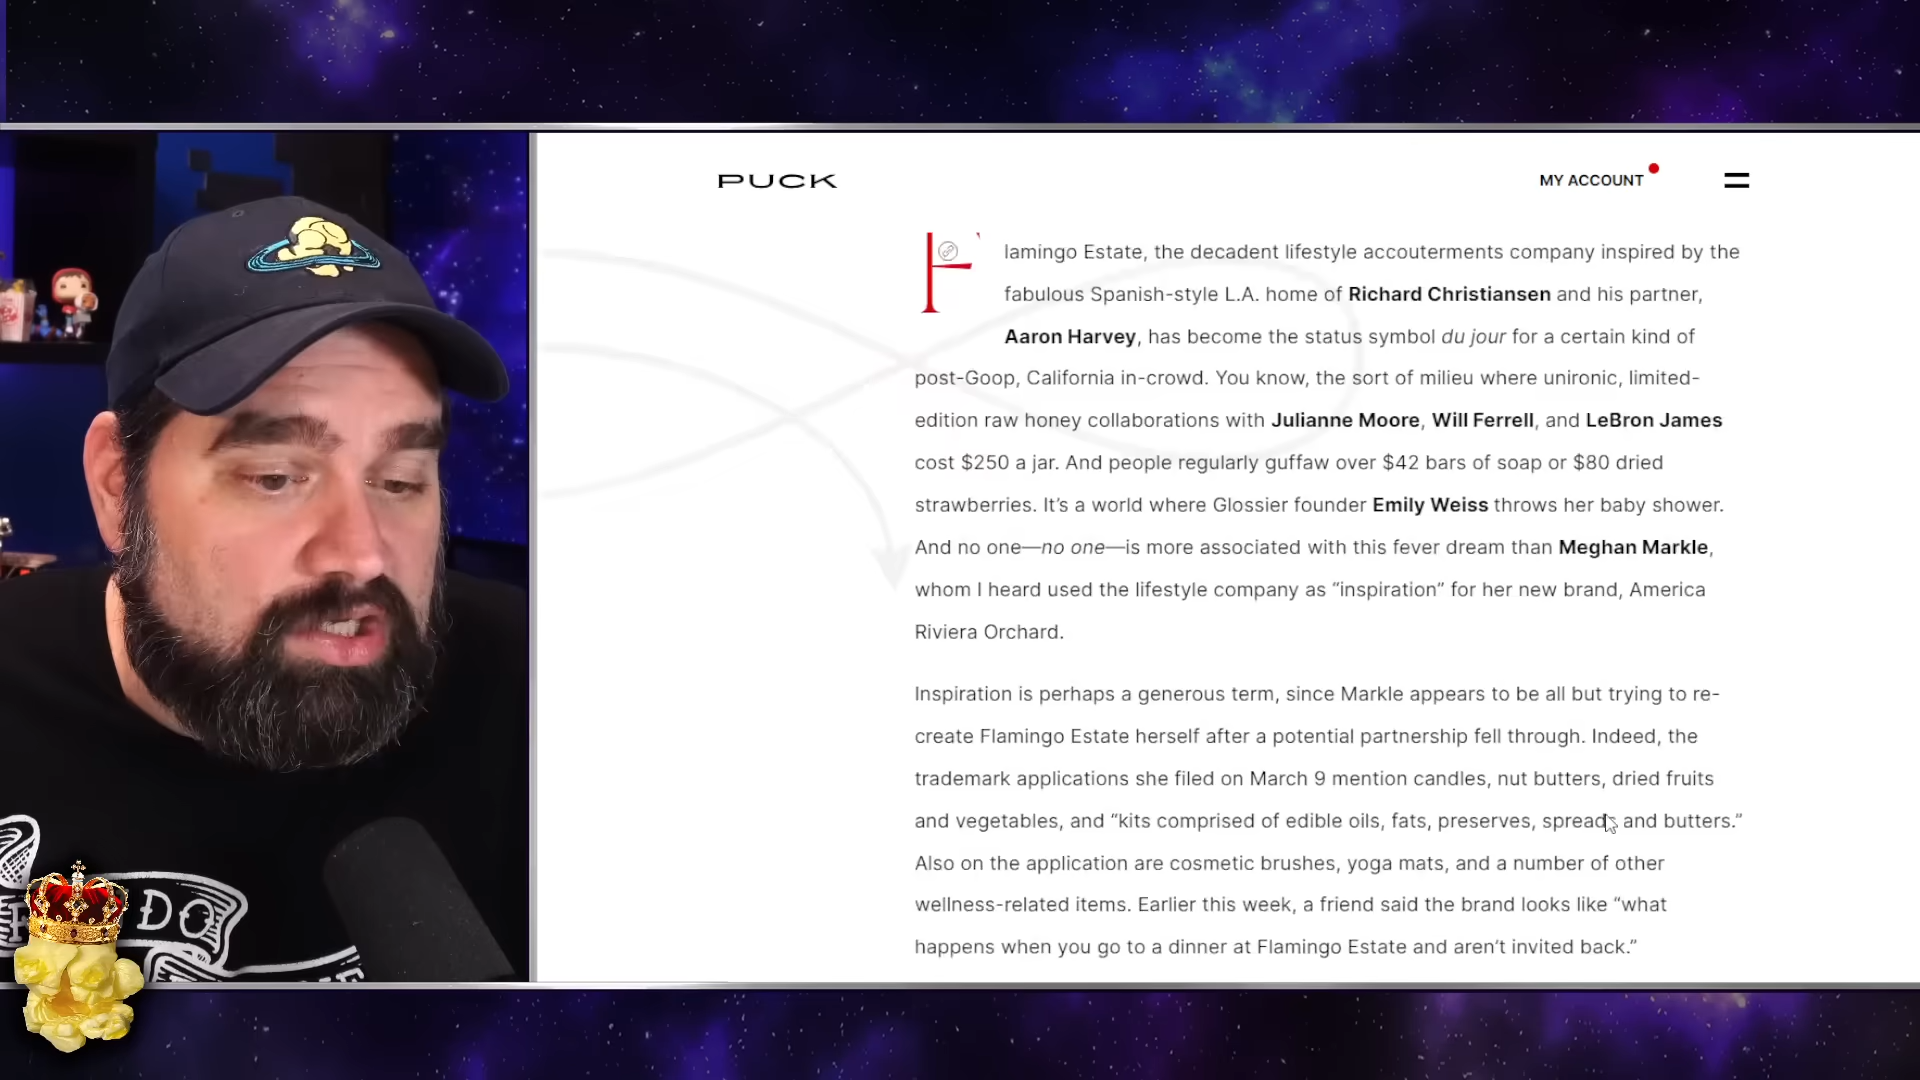 PUCK
MY ACCOUNT
Flamingo Estate, the decadent lifestyle accouterments company inspired by the
fabulous Spanish-style L.A. home of Richard Christiansen and his partner,
Aaron Harvey, has become the status symbol du jour for a certain kind of
post-Goop, California in-crowd. You know, the sort of milieu where unironic, limited-
edition raw honey collaborations with Julianne Moore, Will Ferrell, and LeBron James
cost $250 a jar. And people regularly guffaw over $42 bars of soap or $80 dried
strawberries. It’s a world where Glossier founder Emily Weiss throws her baby shower.
And no one—no one—is more associated with this fever dream than Meghan Markle,
whom I heard used the lifestyle company as “inspiration” for her new brand, America
Riviera Orchard.
Inspiration is perhaps a generous term, since Markle appears to be all but trying to re-
create Flamingo Estate herself after a potential partnership fell through. Indeed, the
trademark applications she filed on March 9 mention candles, nut butters, dried fruits
and vegetables, and “kits comprised of edible oils, fats, preserves, spreads and butters.”
Also on the application are cosmetic brushes, yoga mats, and a number of other
wellness-related items. Earlier this week, a friend said the brand looks like “what
happens when you go to a dinner at Flamingo Estate and aren’t invited back.”
DO